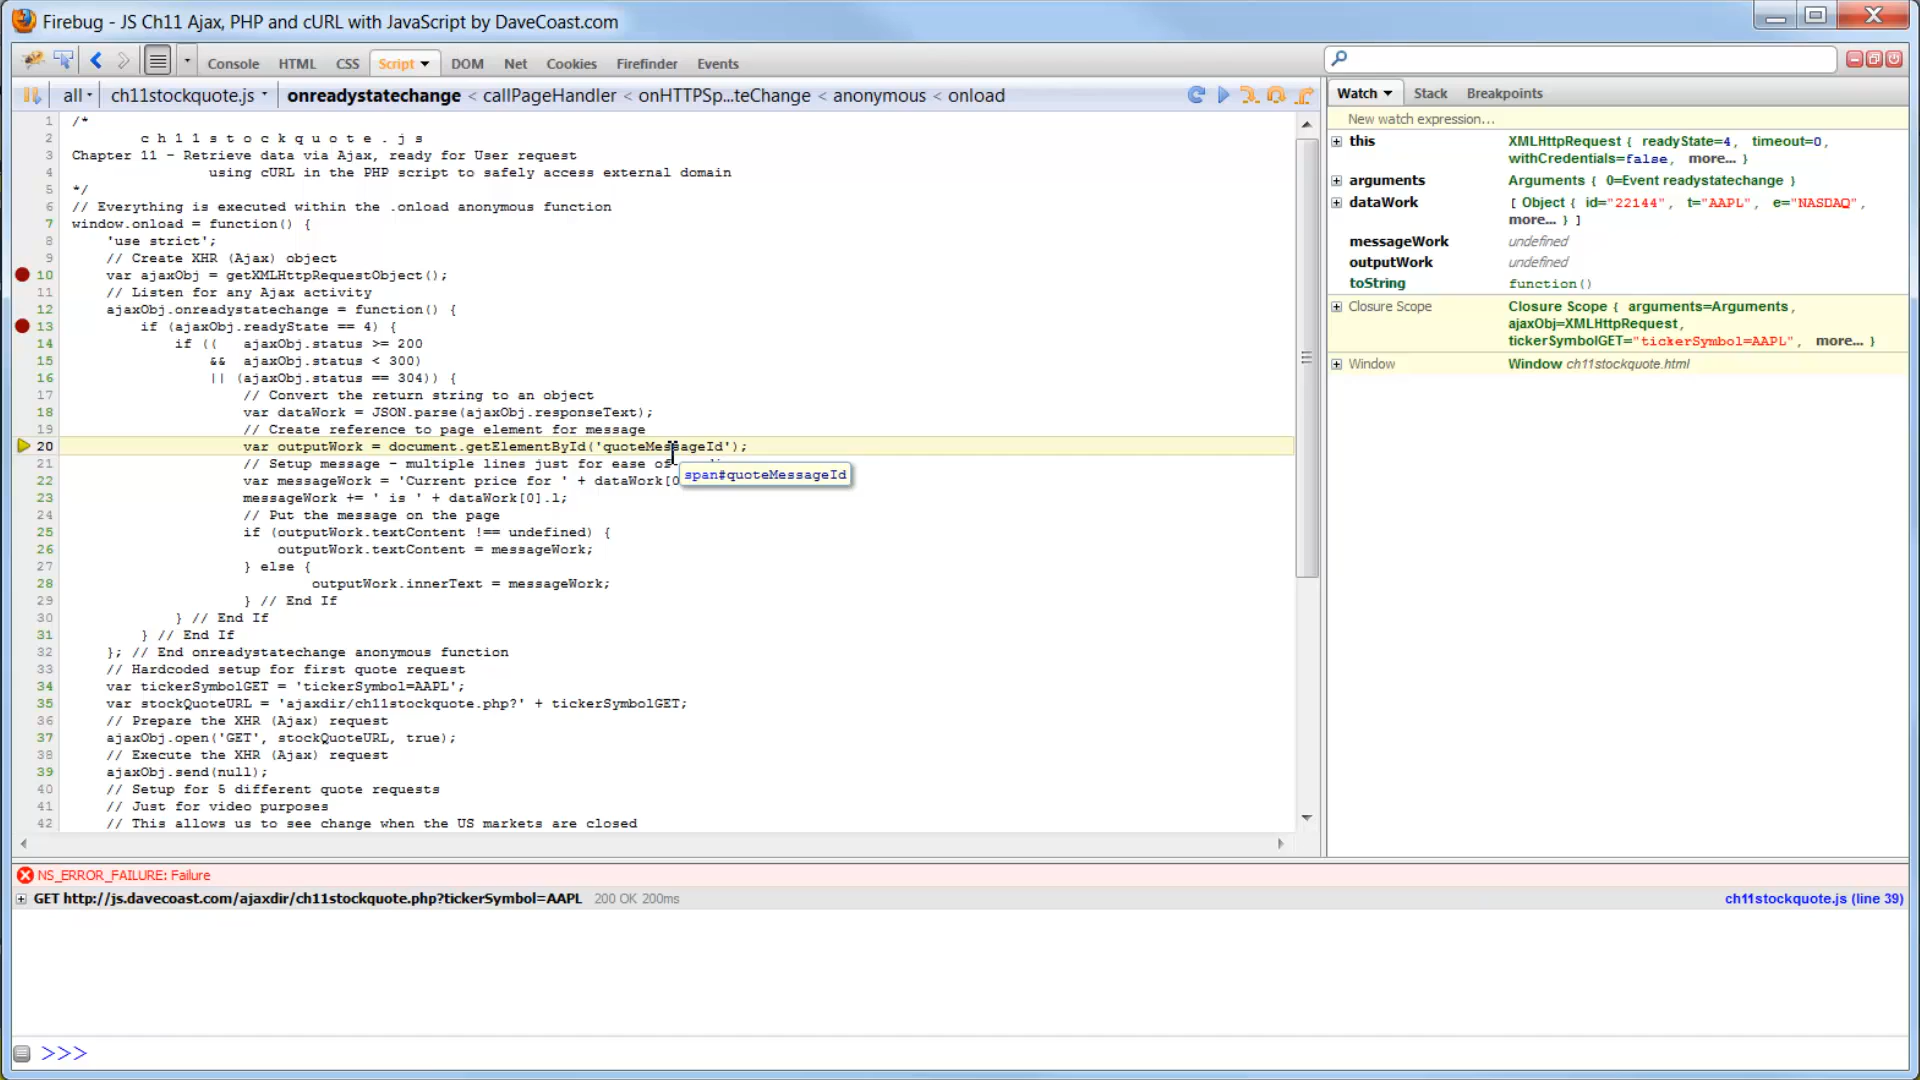 Firebug - JS Ch11 Ajax, PHP and cURL with JavaScript by DaveCoast.com
Console HTML CSS Script DOM Net Cookies Firefinder Events
all ch11stockquote.js onreadystatechange < callPageHandler < onHTTPSp...teChange < anonymous < onload
1 /*
2 c h 1 1 s t o c k q u o t e . j s
3 Chapter 11 - Retrieve data via Ajax, ready for User request
4 using cURL in the PHP script to safely access external domain
5 */
6 // Everything is executed within the .onload anonymous function
7 window.onload = function() {
8 'use strict';
9 // Create XHR (Ajax) object
10 var ajaxObj = getXMLHttpRequestObject();
11 // Listen for any Ajax activity
12 ajaxObj.onreadystatechange = function() {
13 if (ajaxObj.readyState == 4) {
14 if (( ajaxObj.status >= 200
15 && ajaxObj.status < 300)
16 || (ajaxObj.status == 304)) {
17 // Convert the return string to an object
18 var dataWork = JSON.parse(ajaxObj.responseText);
19 // Create reference to page element for message
20 var outputWork = document.getElementById('quoteMessageId');
21 // Setup message - multiple lines just for ease of
span#quoteMessageId
22 var messageWork = 'Current price for ' + dataWork[0
23 messageWork += ' is ' + dataWork[0].l;
24 // Put the message on the page
25 if (outputWork.textContent !== undefined) {
26 outputWork.textContent = messageWork;
27 } else {
28 outputWork.innerText = messageWork;
29 } // End If
30 } // End If
31 } // End If
32 }; // End onreadystatechange anonymous function
33 // Hardcoded setup for first quote request
34 var tickerSymbolGET = 'tickerSymbol=AAPL';
35 var stockQuoteURL = 'ajaxdir/ch11stockquote.php?' + tickerSymbolGET;
36 // Prepare the XHR (Ajax) request
37 ajaxObj.open('GET', stockQuoteURL, true);
38 // Execute the XHR (Ajax) request
39 ajaxObj.send(null);
40 // Setup for 5 different quote requests
41 // Just for video purposes
42 // This allows us to see change when the US markets are closed
Watch Stack Breakpoints
New watch expression...
this XMLHttpRequest { readyState=4, timeout=0,
withCredentials=false, more... }
arguments Arguments { 0=Event readystatechange }
dataWork [ Object { id="22144", t="AAPL", e="NASDAQ",
more... } ]
messageWork undefined
outputWork undefined
toString function()
Closure Scope Closure Scope { arguments=Arguments,
ajaxObj=XMLHttpRequest,
tickerSymbolGET="tickerSymbol=AAPL", more... }
Window Window ch11stockquote.html
NS_ERROR_FAILURE: Failure
GET http://js.davecoast.com/ajaxdir/ch11stockquote.php?tickerSymbol=AAPL 200 OK 200ms ch11stockquote.js (line 39)
>>>